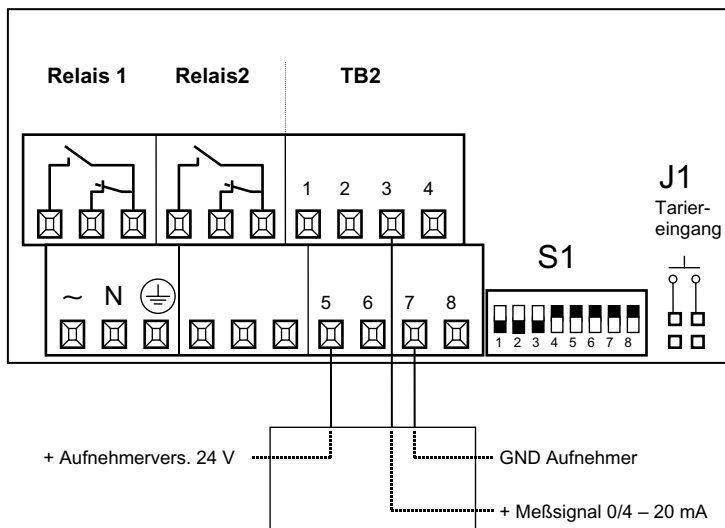 Relais 1 Relais2 TB2
1 2 3 4
J1
Tarier-
eingang
S1
~ N
5 6 7 8
1 2 3 4 5 6 7 8
+ Aufnehmervers. 24 V
GND Aufnehmer
+ Meßsignal 0/4 – 20 mA